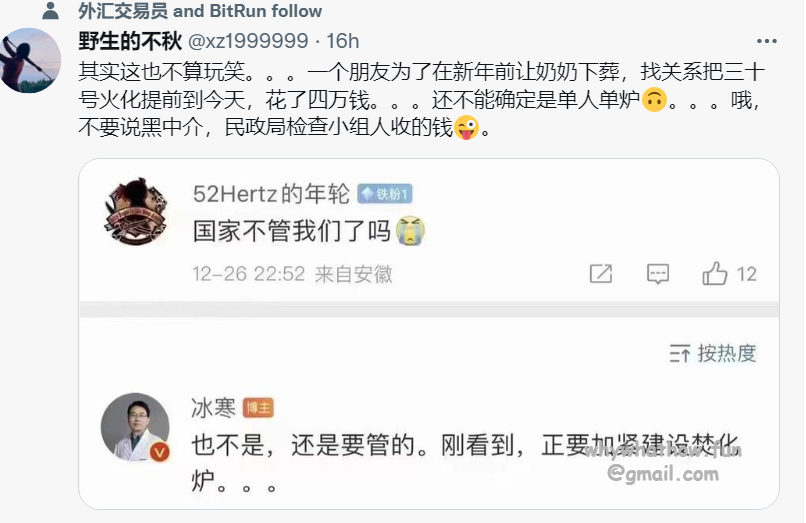 外汇交易员 and BitRun follow
野生的不秋 @xz1999999 · 16h
其实这也不算玩笑。。。一个朋友为了在新年前让奶奶下葬，找关系把三十
号火化提前到今天，花了四万钱。。。还不能确定是单人单炉🙃。。。哦，
不要说黑中介，民政局检查小组人收的钱😜。
52Hertz的年轮 铁粉1
国家不管我们了吗😭
12-26 22:52 来自安徽
12
按热度
冰寒 博主
也不是，还是要管的。刚看到，正要加紧建设焚化
炉。。。
whywhathow.fun
@gmail.com